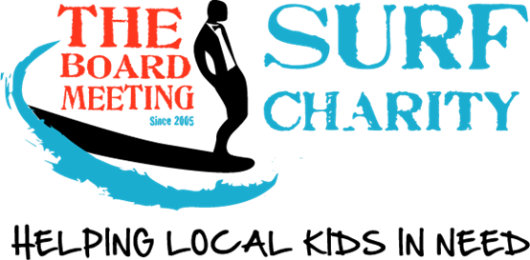 THE
BOARD
MEETING
Since 2005
SURF
CHARITY
HELPING LOCAL KIDS IN NEED